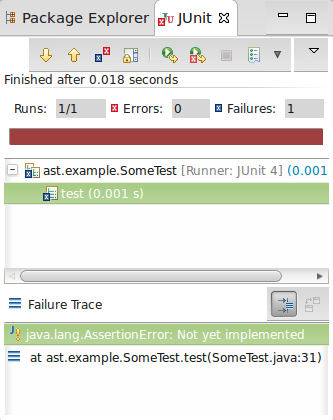 Package Explorer JUnit
Finished after 0.018 seconds
Runs: 1/1 Errors: 0 Failures: 1
ast.example.SomeTest [Runner: JUnit 4] (0.001
test (0.001 s)
Failure Trace
java.lang.AssertionError: Not yet implemented
at ast.example.SomeTest.test(SomeTest.java:31)